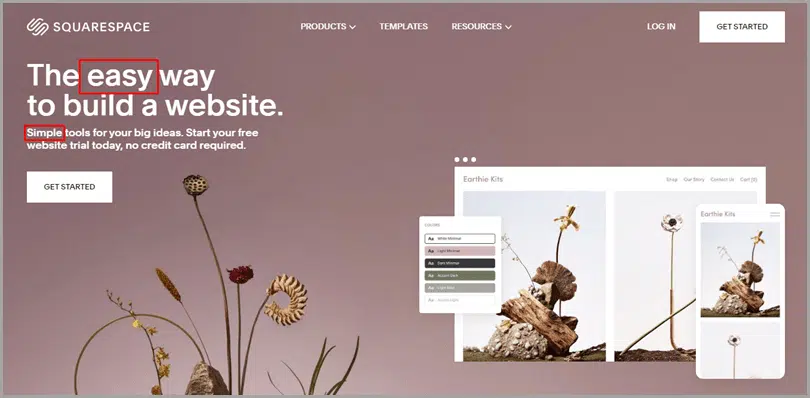 SQUARESPACE
PRODUCTS TEMPLATES RESOURCES
LOG IN GET STARTED
The easy way
to build a website.
Simple tools for your big ideas. Start your free
website trial today, no credit card required.
GET STARTED
Earthie Kits
Shop Our Story Contact Us Cart (0)
Earthie Kits
COLORS
Aa White Minimal
Aa Light Minimal
Aa Dark Minimal
Aa
Aa Light Bold
Aa